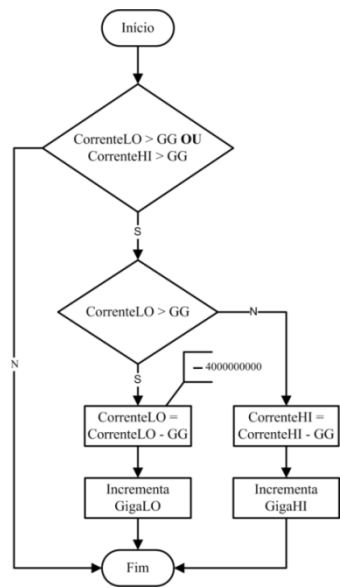 Início
CorrenteLO > GG OU
CorrenteHI > GG
S
CorrenteLO > GG
N
N
S
— 4000000000
CorrenteLO =
CorrenteLO - GG
CorrenteHI =
CorrenteHI - GG
Incrementa
GigaLO
Incrementa
GigaHI
Fim